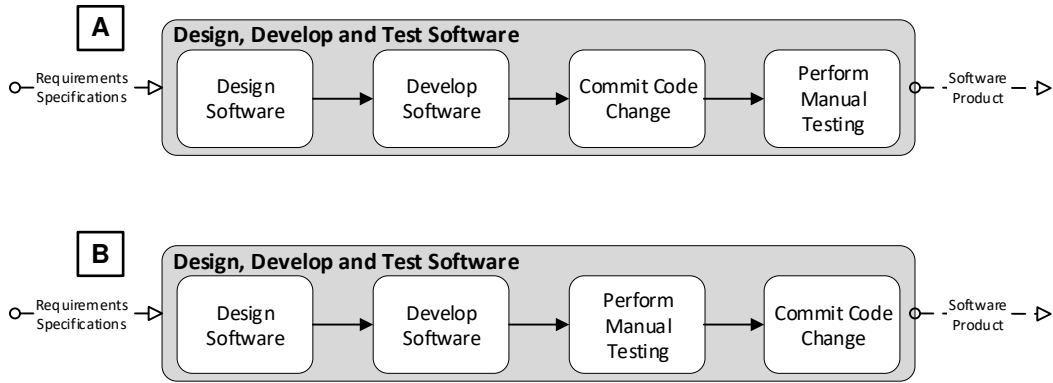 A
Design, Develop and Test Software
Requirements
Specifications
Design
Software
Develop
Software
Commit Code
Change
Perform
Manual
Testing
Software
Product
B
Design, Develop and Test Software
Requirements
Specifications
Design
Software
Develop
Software
Perform
Manual
Testing
Commit Code
Change
Software
Product